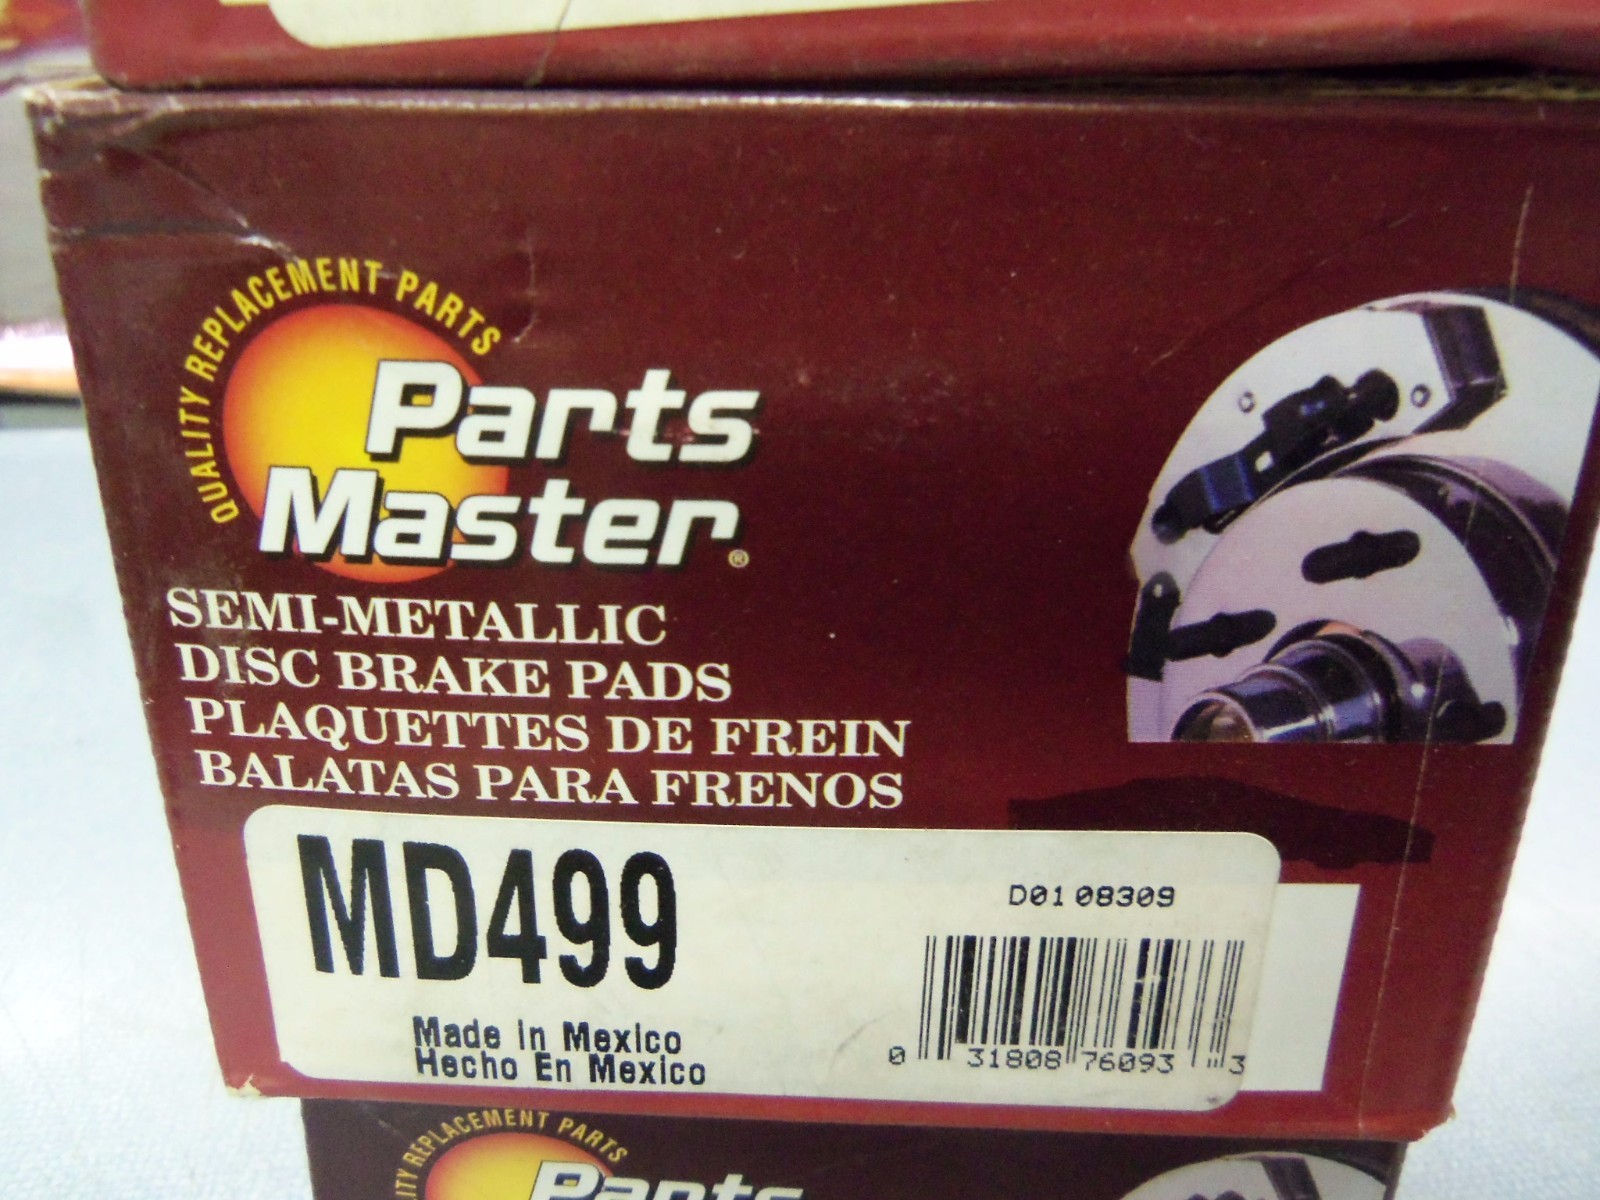 QUALITY REPLACEMENT PARTS
Parts
Master®
SEMI-METALLIC
DISC BRAKE PADS
PLAQUETTES DE FREIN
BALATAS PARA FRENOS
MD499
D01 08309
Made In Mexico
Hecho En Mexico
0 31808 76093 3
REPLACEMENT PARTS
Parts